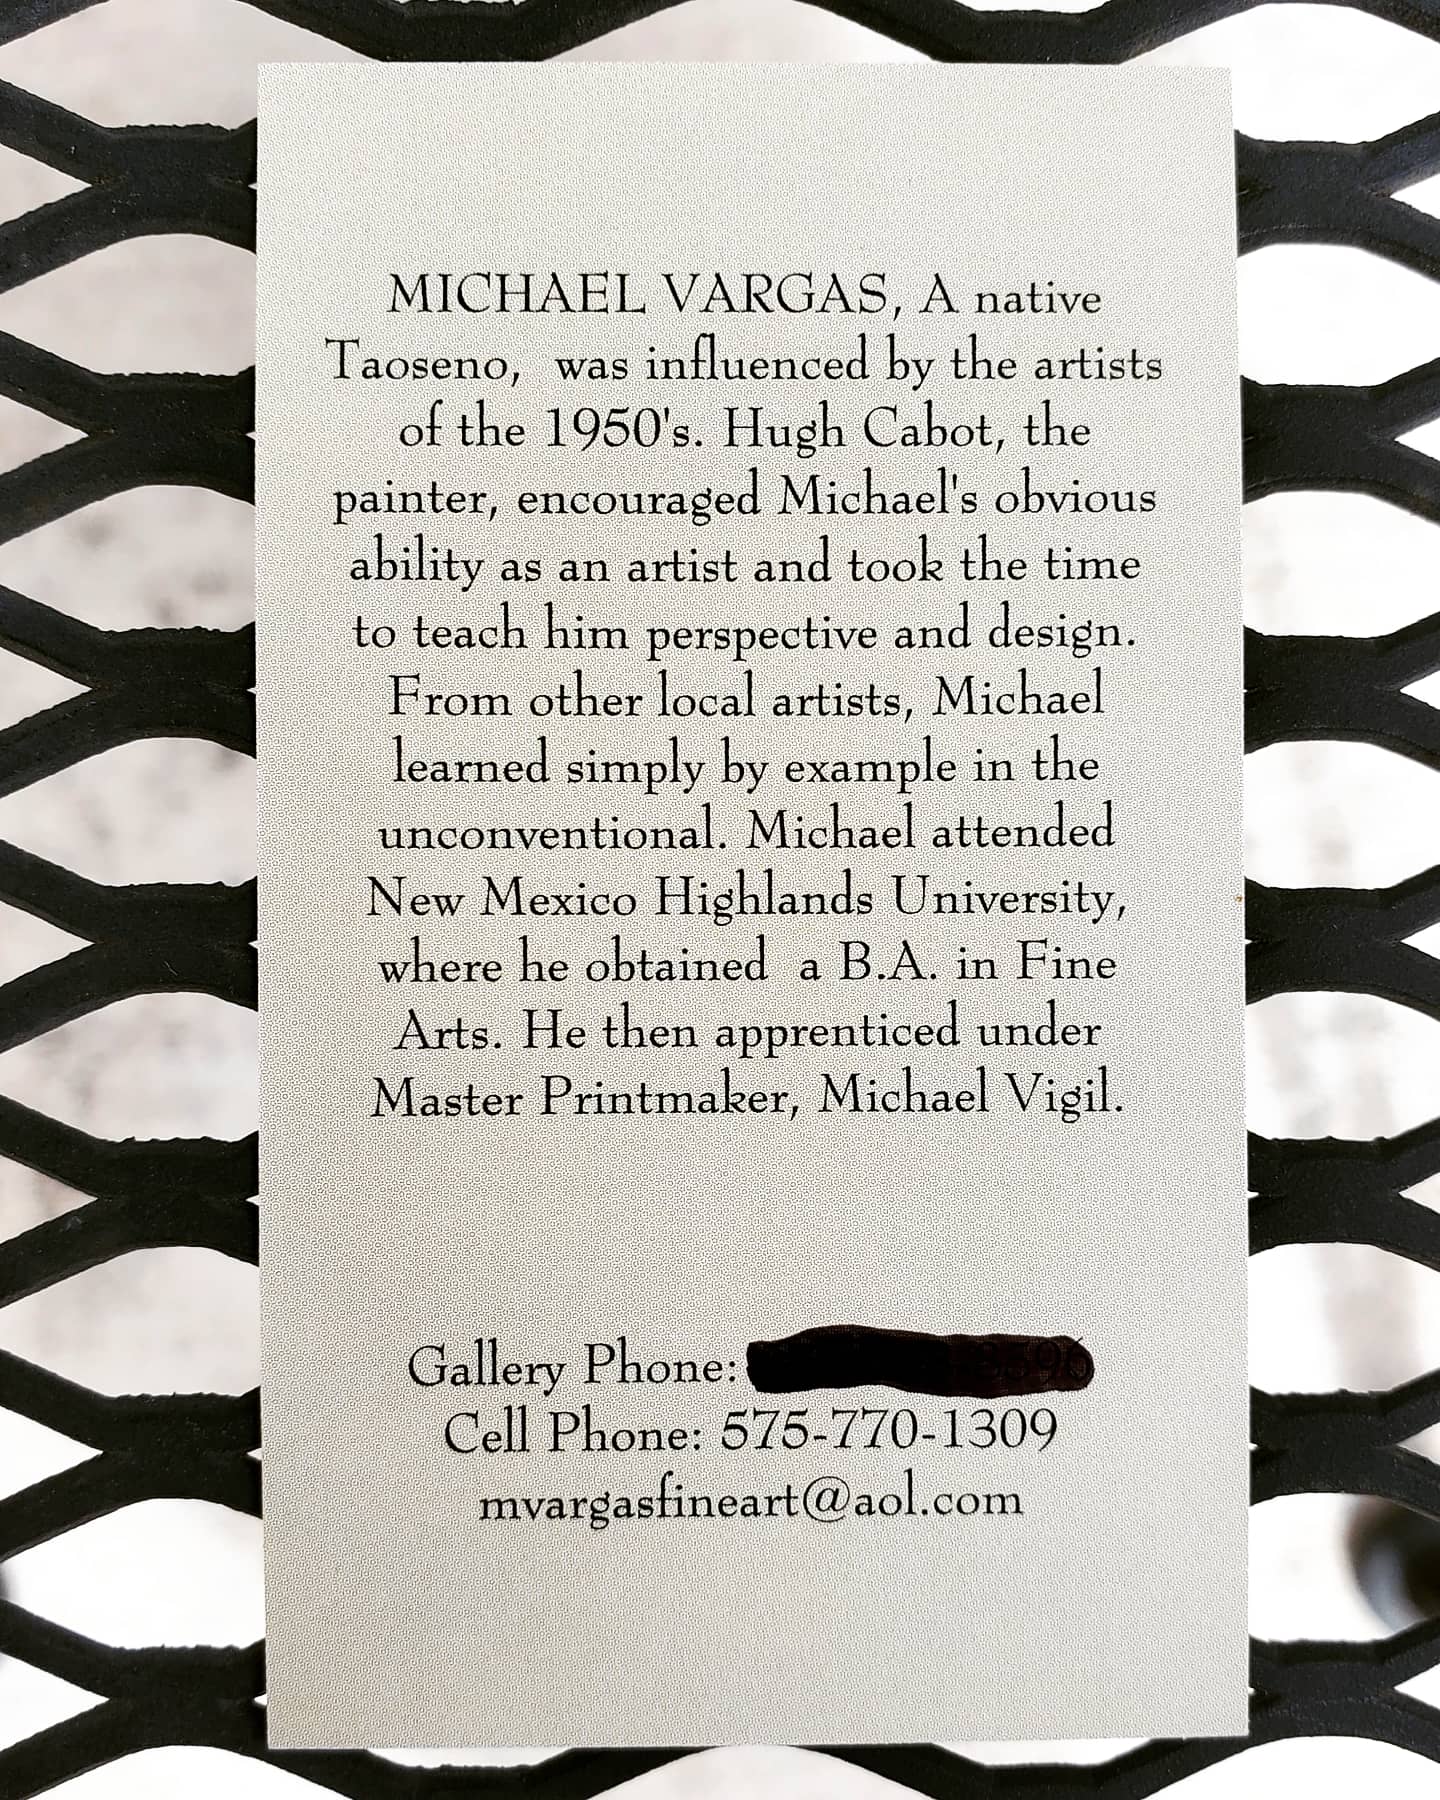 MICHAEL VARGAS, A native
Taoseno, was influenced by the artists
of the 1950's. Hugh Cabot, the
painter, encouraged Michael's obvious
ability as an artist and took the time
to teach him perspective and design.
From other local artists, Michael
learned simply by example in the
unconventional. Michael attended
New Mexico Highlands University,
where he obtained a B.A. in Fine
Arts. He then apprenticed under
Master Printmaker, Michael Vigil.
Gallery Phone:
Cell Phone: 575-770-1309
mvargasfineart@aol.com